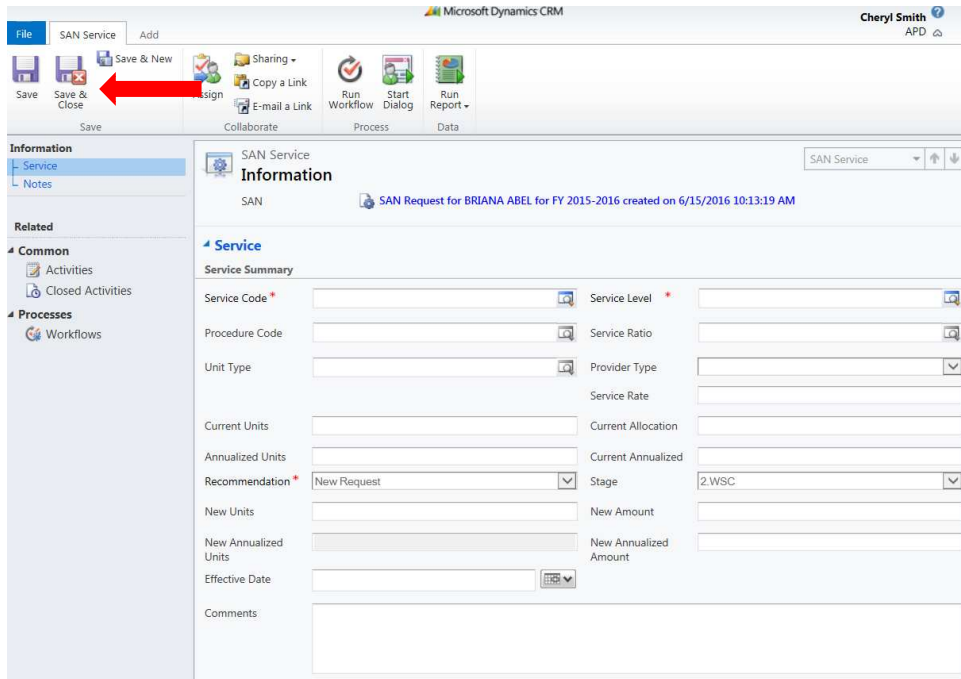 Microsoft Dynamics CRM
Cheryl Smith
APD
File
SAN Service
Add
Save
Save & Close
Save & New
Save
Sharing
Copy a Link
E-mail a Link
Collaborate
Run Workflow
Start Dialog
Process
Run Report
Data
Information
Service
Notes
Related
Common
Activities
Closed Activities
Processes
Workflows
SAN Service
Information
SAN Service
SAN
SAN Request for BRIANA ABEL for FY 2015-2016 created on 6/15/2016 10:13:19 AM
Service
Service Summary
Service Code *
Service Level *
Procedure Code
Service Ratio
Unit Type
Provider Type
Service Rate
Current Units
Current Allocation
Annualized Units
Current Annualized
Recommendation * New Request
Stage 2.WSC
New Units
New Amount
New Annualized Units
New Annualized Amount
Effective Date
Comments